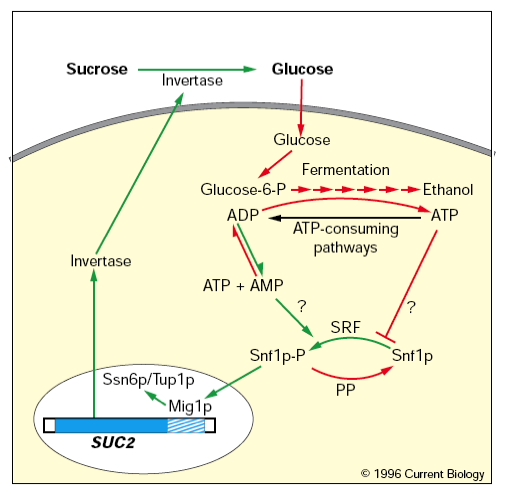 Sucrose
Glucose
Invertase
Glucose
Fermentation
Glucose-6-P
Ethanol
ADP
ATP
ATP-consuming
pathways
Invertase
ATP + AMP
?
?
SRF
Snf1p-P
Snf1p
Ssn6p/Tup1p
PP
Mig1p
SUC2
© 1996 Current Biology